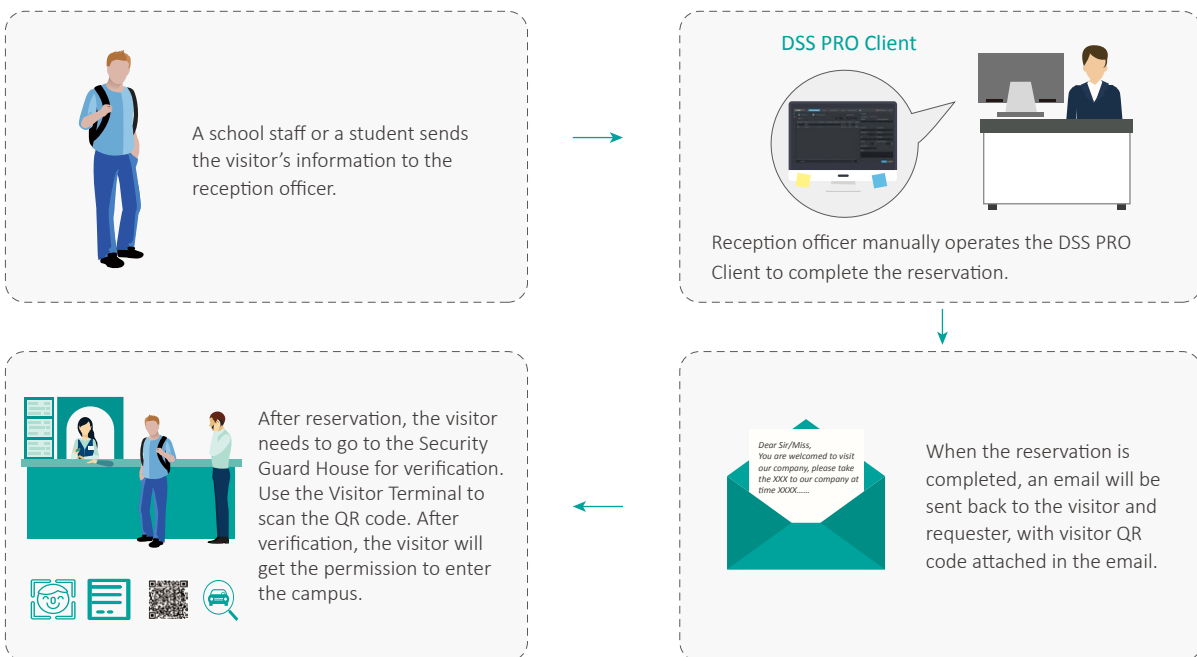 A school staff or a student sends
the visitor's information to the
reception officer.
DSS PRO Client
Reception officer manually operates the DSS PRO
Client to complete the reservation.
Dear Sir/Miss,
You are welcomed to visit
our company, please take
the XXX to our company at
time XXXX......
When the reservation is
completed, an email will be
sent back to the visitor and
requester, with visitor QR
code attached in the email.
After reservation, the visitor
needs to go to the Security
Guard House for verification.
Use the Visitor Terminal to
scan the QR code. After
verification, the visitor will
get the permission to enter
the campus.